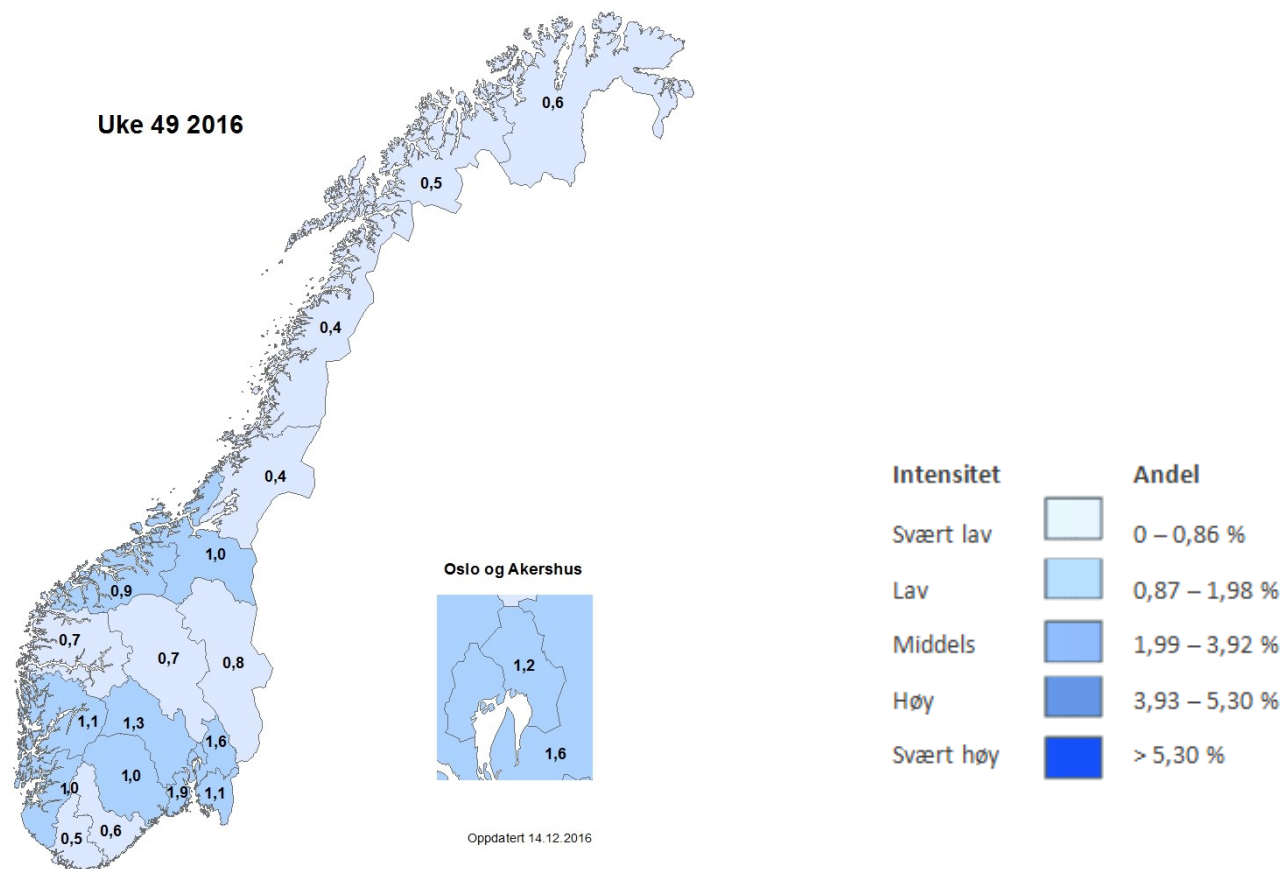 Uke 49 2016
0,6
0,5
0,4
0,4
1,0
0,9
0,7
0,7
0,8
1,1
1,3
1,6
1,0
1,0
1,9
1,1
0,5
0,6
Oslo og Akershus
1,2
1,6
Oppdatert 14.12.2016
Intensitet Andel
Svært lav 0 – 0,86 %
Lav 0,87 – 1,98 %
Middels 1,99 – 3,92 %
Høy 3,93 – 5,30 %
Svært høy > 5,30 %